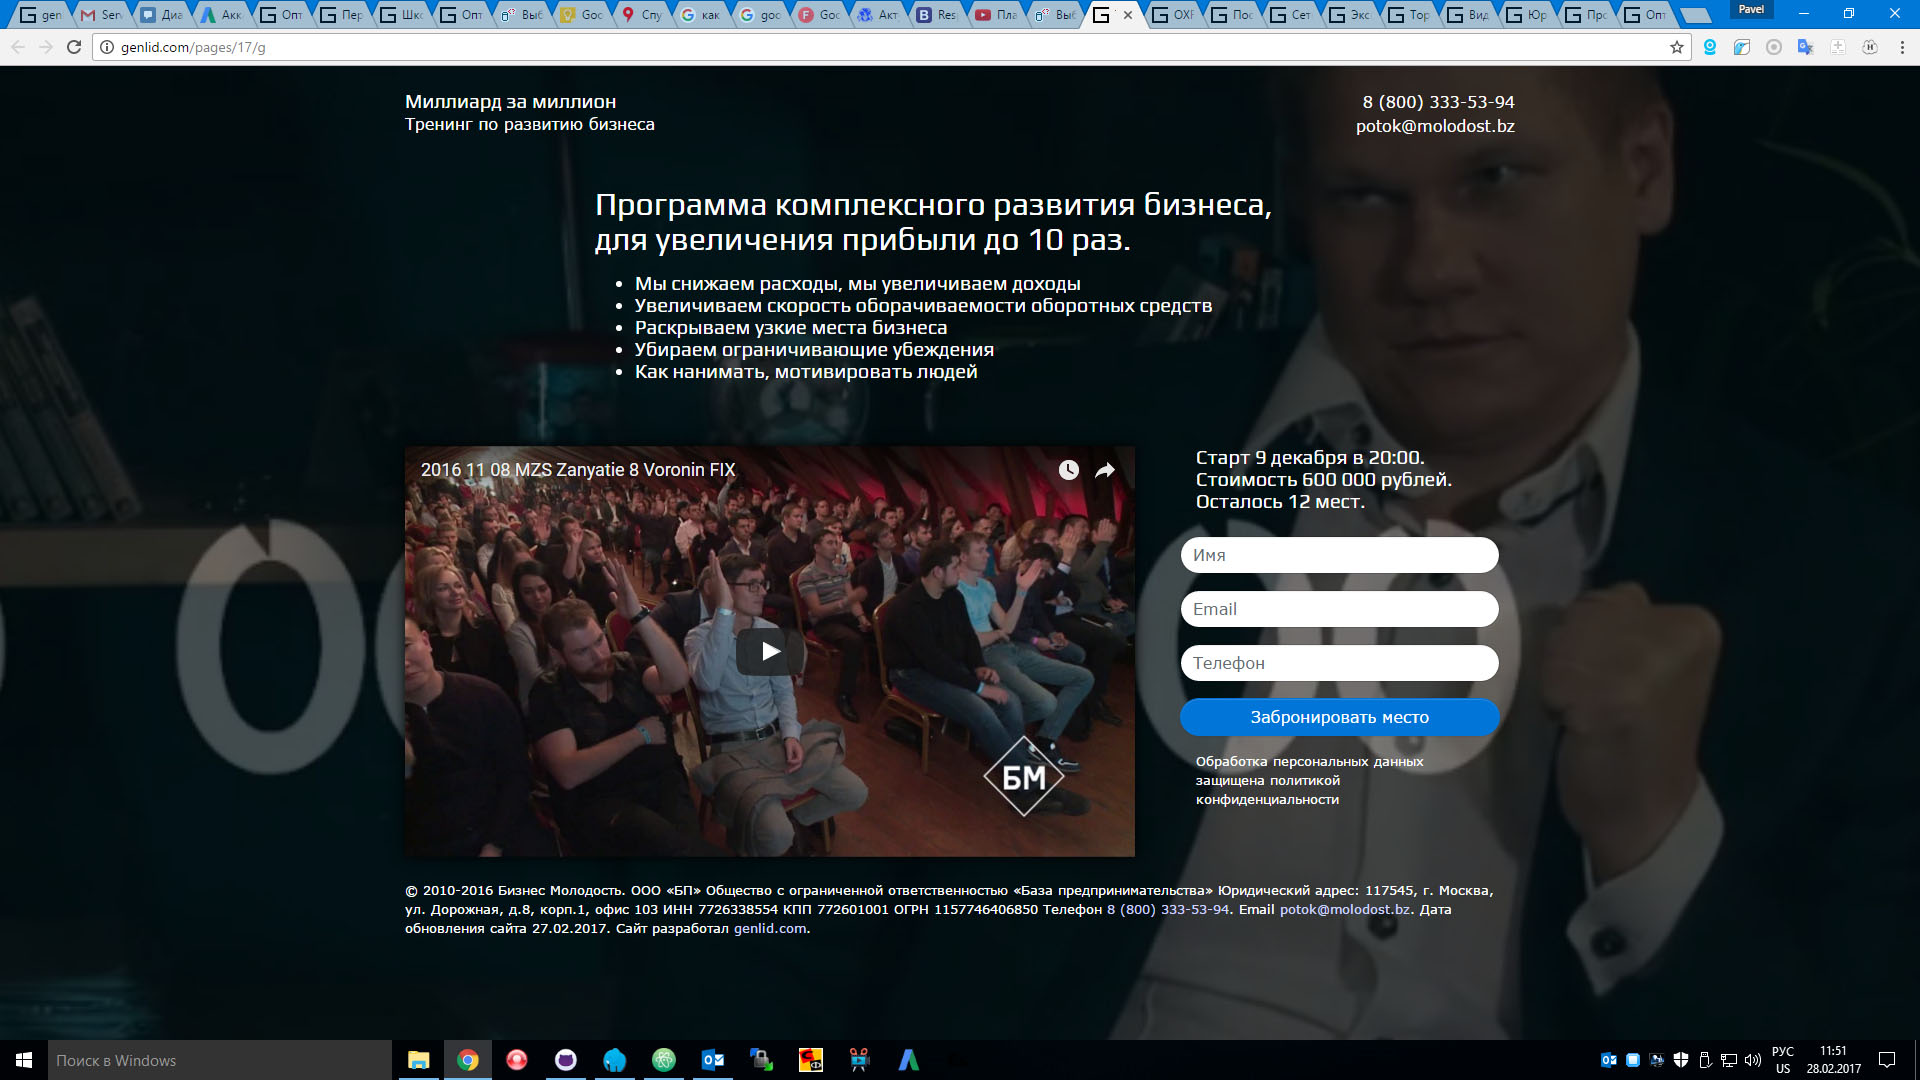 gen
Sen
Диа
Акк
Опт
Пер
Шко
Опт
Выб
Goo
Спу
как
goo
Goo
Акт
Res
Пла
Выб
OXF
Пос
Сет
Экс
Тор
Вид
Юр
Про
Опт
Pavel
genlid.com/pages/17/g
Миллиард за миллион
Тренинг по развитию бизнеса
8 (800) 333-53-94
potok@molodost.bz
Программа комплексного развития бизнеса,
для увеличения прибыли до 10 раз.
Мы снижаем расходы, мы увеличиваем доходы
Увеличиваем скорость оборачиваемости оборотных средств
Раскрываем узкие места бизнеса
Убираем ограничивающие убеждения
Как нанимать, мотивировать людей
2016 11 08 MZS Zanyatie 8 Voronin FIX
БМ
Старт 9 декабря в 20:00.
Стоимость 600 000 рублей.
Осталось 12 мест.
Имя
Email
Телефон
Забронировать место
Обработка персональных данных
защищена политикой
конфиденциальности
© 2010-2016 Бизнес Молодость. ООО «БП» Общество с ограниченной ответственностью «База предпринимательства» Юридический адрес: 117545, г. Москва,
ул. Дорожная, д.8, корп.1, офис 103 ИНН 7726338554 КПП 772601001 ОГРН 1157746406850 Телефон 8 (800) 333-53-94. Email potok@molodost.bz. Дата
обновления сайта 27.02.2017. Сайт разработал genlid.com.
Поиск в Windows
РУС
US
11:51
28.02.2017